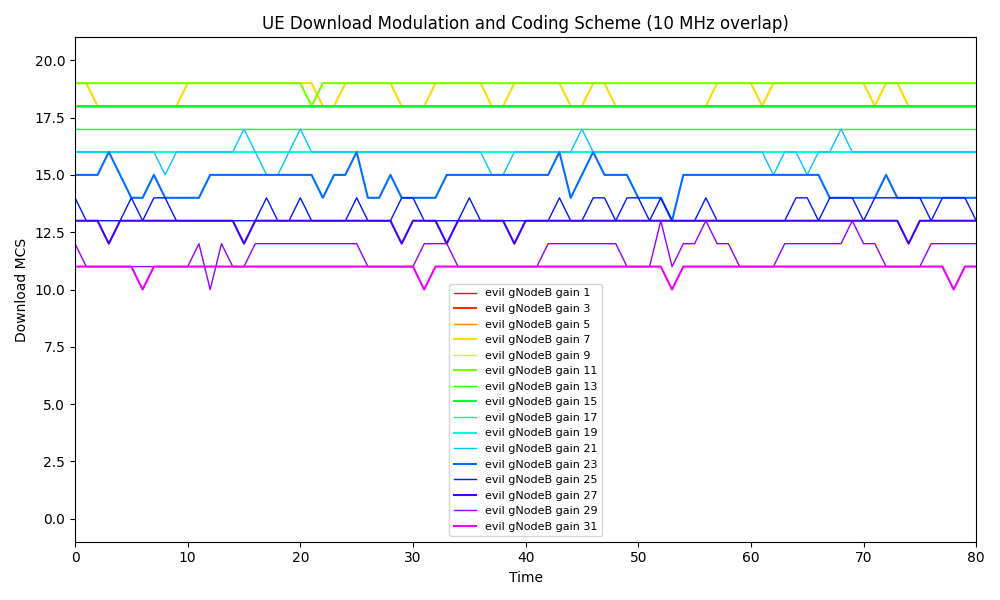 UE Download Modulation and Coding Scheme (10 MHz overlap)
Download MCS
20.0
17.5
15.0
12.5
10.0
7.5
5.0
2.5
0.0
evil gNodeB gain 1
evil gNodeB gain 3
evil gNodeB gain 5
evil gNodeB gain 7
evil gNodeB gain 9
evil gNodeB gain 11
evil gNodeB gain 13
evil gNodeB gain 15
evil gNodeB gain 17
evil gNodeB gain 19
evil gNodeB gain 21
evil gNodeB gain 23
evil gNodeB gain 25
evil gNodeB gain 27
evil gNodeB gain 29
evil gNodeB gain 31
0 10 20 30 40 50 60 70 80
Time